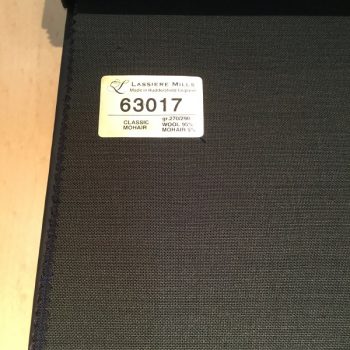 LASSIERE MILLS
Made in Huddersfield England
63017
CLASSIC
MOHAIR
gr.270/290
WOOL 95%
MOHAIR 5%